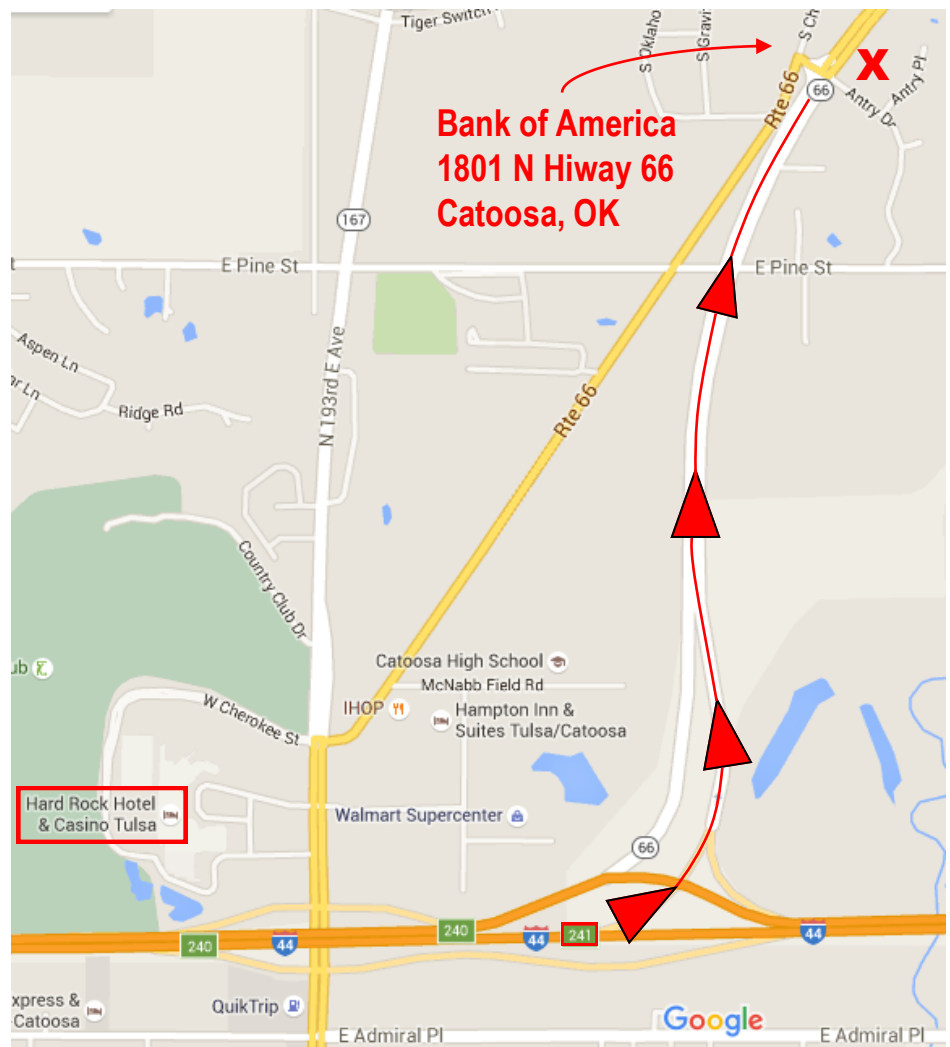 Tiger Switch
S Oklaho
S Gravi
S Ch
X
66
Antry Dr
Antry Pl
Rte 66
Bank of America
1801 N Hiway 66
Catoosa, OK
167
E Pine St
E Pine St
N 193rd E Ave
Aspen Ln
or Ln
Ridge Rd
Rte 66
Country Club Dr
Catoosa High School
McNabb Field Rd
ub
W Cherokee St
IHOP
Hampton Inn &
Suites Tulsa/Catoosa
Hard Rock Hotel
& Casino Tulsa
Walmart Supercenter
66
240
44
240
44
241
44
xpress &
Catoosa
QuikTrip
Google
E Admiral Pl
E Admiral Pl